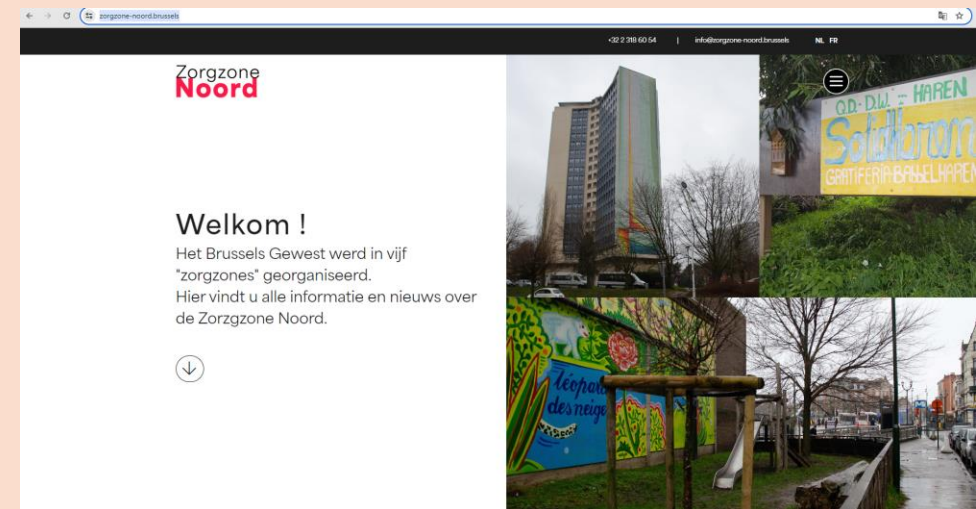 zorgzone-noord.brussels
+32 2 318 60 54 | info@zorgzone-noord.brussels NL FR
Zorgzone
Noord
Q.D.-D.W. - HAREN
GRATIFERIA
Welkom !
Het Brussels Gewest werd in vijf
"zorgzones" georganiseerd.
Hier vindt u alle informatie en nieuws over
de Zorzgzone Noord.
léopard
des neiges